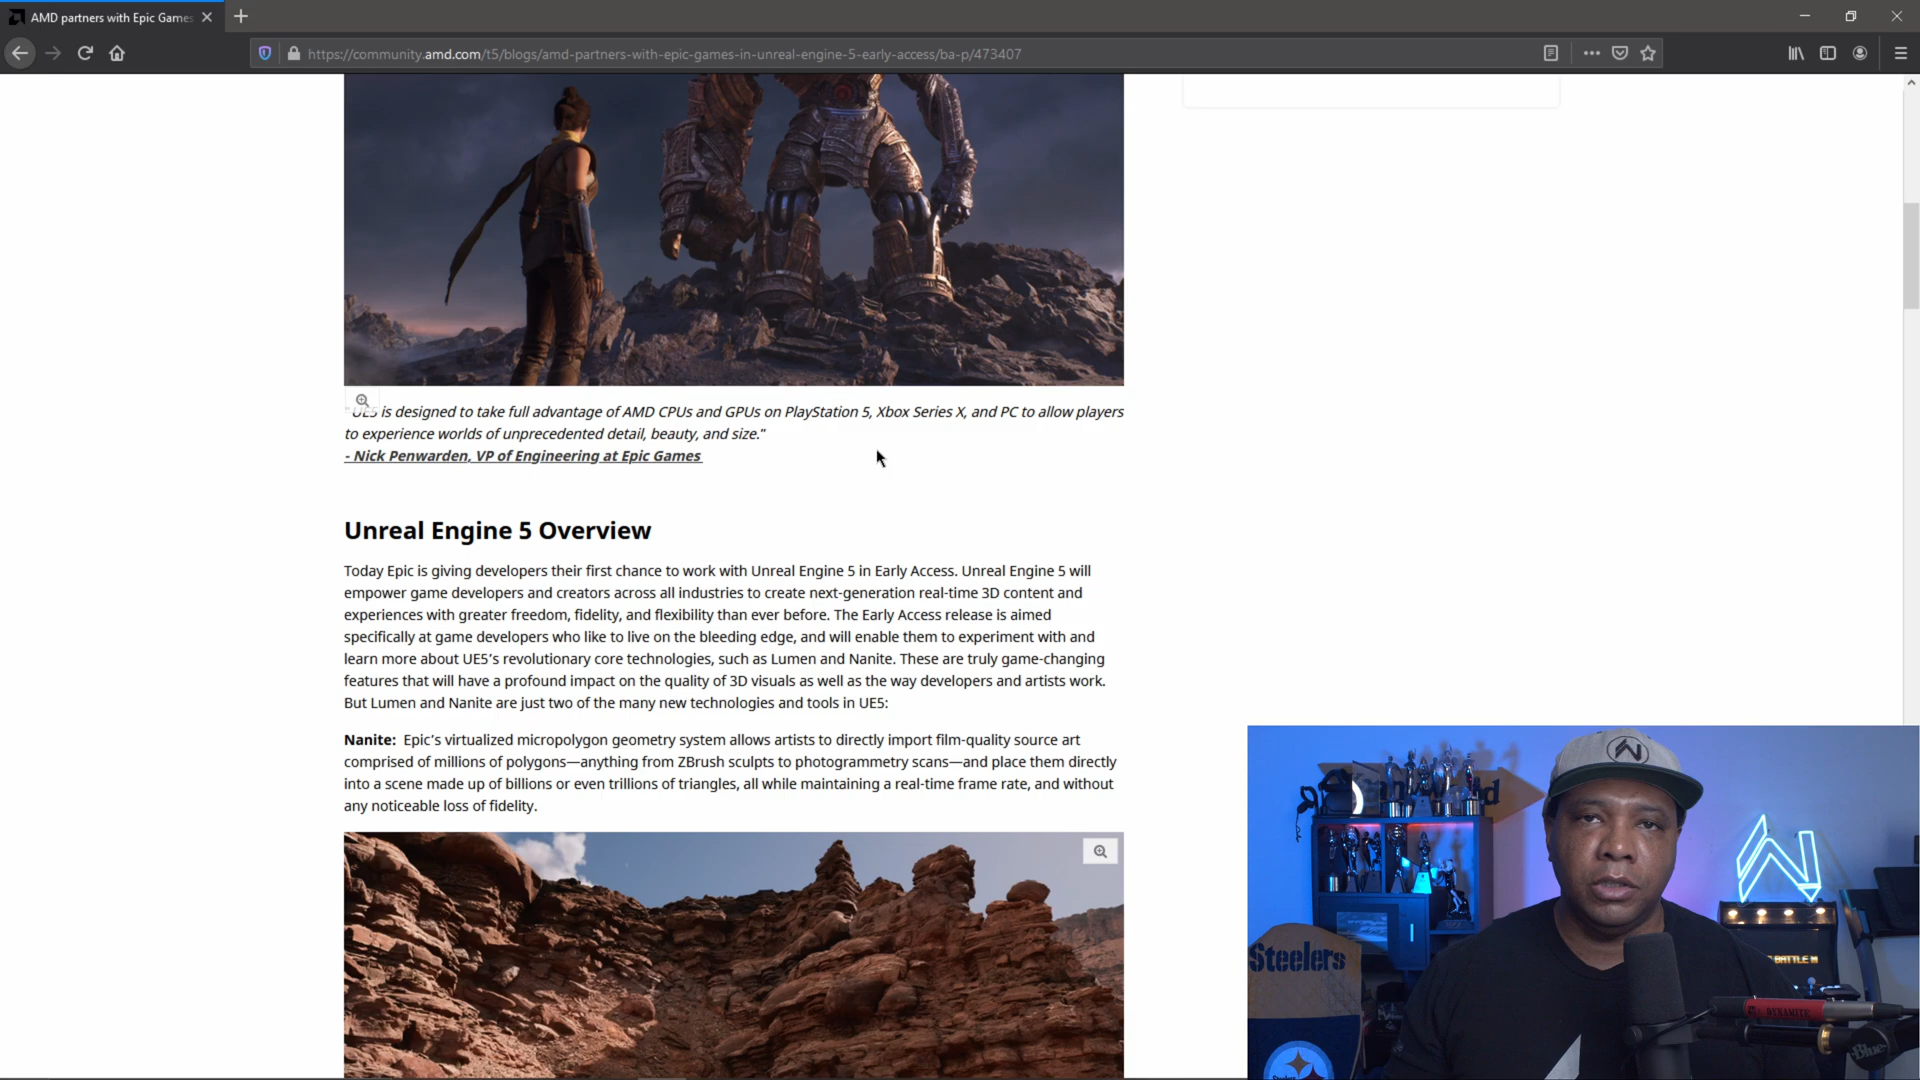 AMD partners with Epic Games
https://community.amd.com/t5/blogs/amd-partners-with-epic-games-in-unreal-engine-5-early-access/ba-p/473407
"UE5 is designed to take full advantage of AMD CPUs and GPUs on PlayStation 5, Xbox Series X, and PC to allow players
to experience worlds of unprecedented detail, beauty, and size."
- Nick Penwarden, VP of Engineering at Epic Games
Unreal Engine 5 Overview
Today Epic is giving developers their first chance to work with Unreal Engine 5 in Early Access. Unreal Engine 5 will
empower game developers and creators across all industries to create next-generation real-time 3D content and
experiences with greater freedom, fidelity, and flexibility than ever before. The Early Access release is aimed
specifically at game developers who like to live on the bleeding edge, and will enable them to experiment with and
learn more about UE5's revolutionary core technologies, such as Lumen and Nanite. These are truly game-changing
features that will have a profound impact on the quality of 3D visuals as well as the way developers and artists work.
But Lumen and Nanite are just two of the many new technologies and tools in UE5:
Nanite: Epic's virtualized micropolygon geometry system allows artists to directly import film-quality source art
comprised of millions of polygons—anything from ZBrush sculpts to photogrammetry scans—and place them directly
into a scene made up of billions or even trillions of triangles, all while maintaining a real-time frame rate, and without
any noticeable loss of fidelity.
Steelers
BATTLE
DYNAMITE
Blue